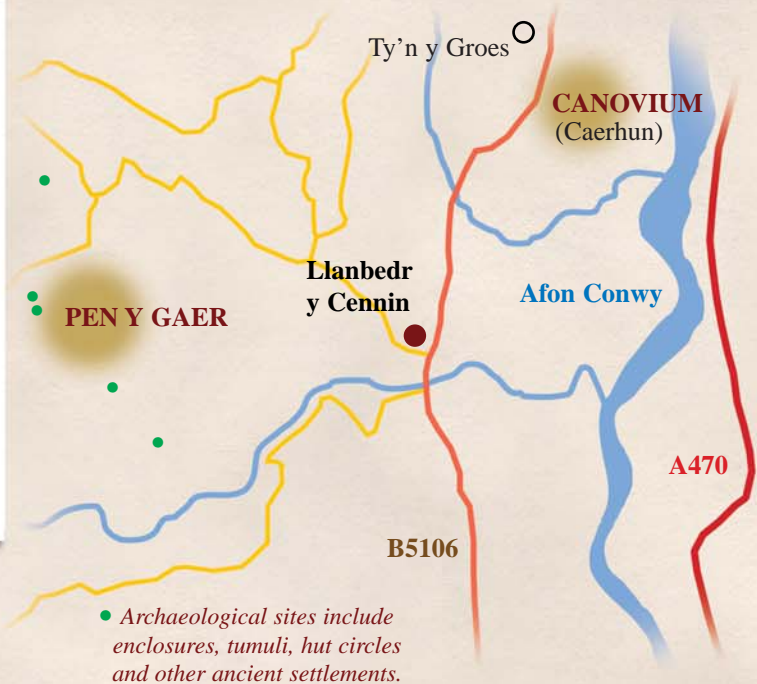 Ty’n y Groes
CANOVIUM
(Caerhun)
Llanbedr
y Cennin
Afon Conwy
PEN Y GAER
A470
B5106
Archaeological sites include
enclosures, tumuli, hut circles
and other ancient settlements.